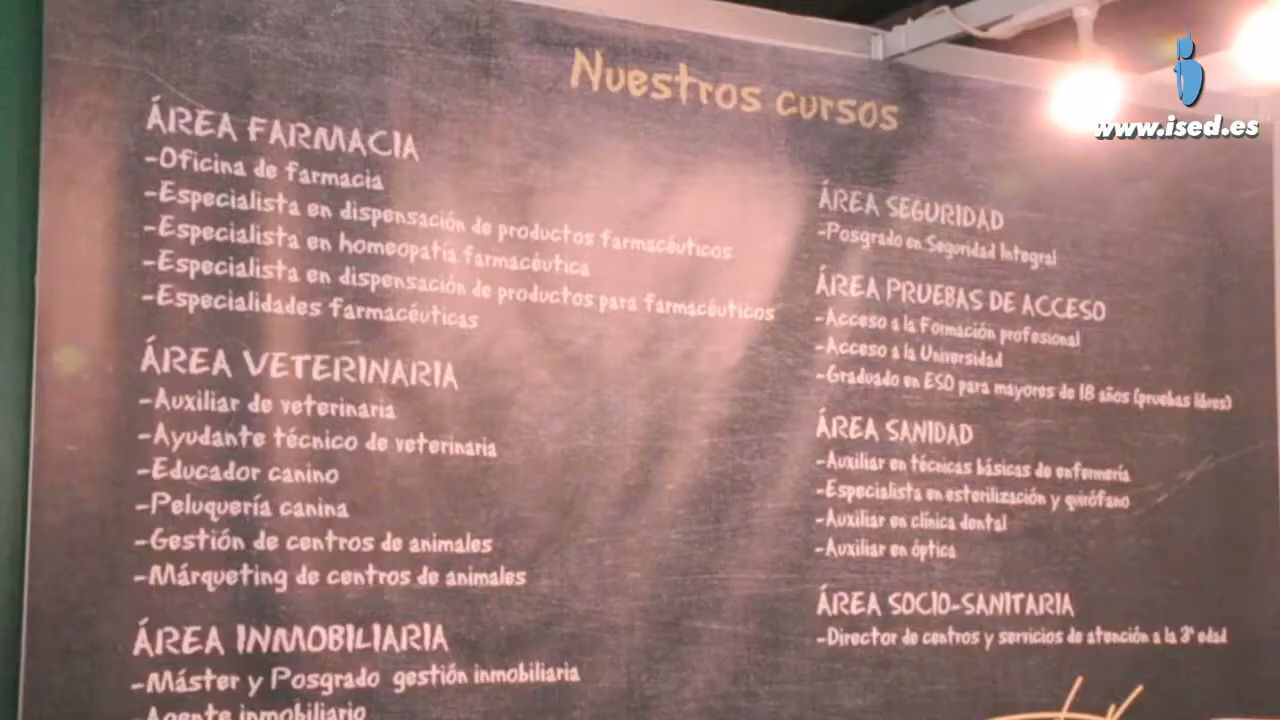 Nuestros cursos
ÁREA FARMACIA
-Oficina de farmacia
-Especialista en dispensación de productos farmacéuticos
-Especialista en homeopatía farmacéutica
-Especialista en dispensación de productos para farmacéuticos
-Especialidades farmacéuticas
ÁREA VETERINARIA
-Auxiliar de veterinaria
-Ayudante técnico de veterinaria
-Educador canino
-Peluquería canina
-Gestión de centros de animales
-Márqueting de centros de animales
ÁREA INMOBILIARIA
-Máster y Posgrado gestión inmobiliaria
-Agente inmobiliario
ÁREA SEGURIDAD
-Posgrado en Seguridad Integral
ÁREA PRUEBAS DE ACCESO
-Acceso a la Formación profesional
-Acceso a la Universidad
-Graduado en ESO para mayores de 18 años (pruebas libres)
ÁREA SANIDAD
-Auxiliar en técnicas básicas de enfermería
-Especialista en esterilización y quirófano
-Auxiliar en clínica dental
-Auxiliar en óptica
ÁREA SOCIO-SANITARIA
-Director de centros y servicios de atención a la 3ª edad
www.ised.es